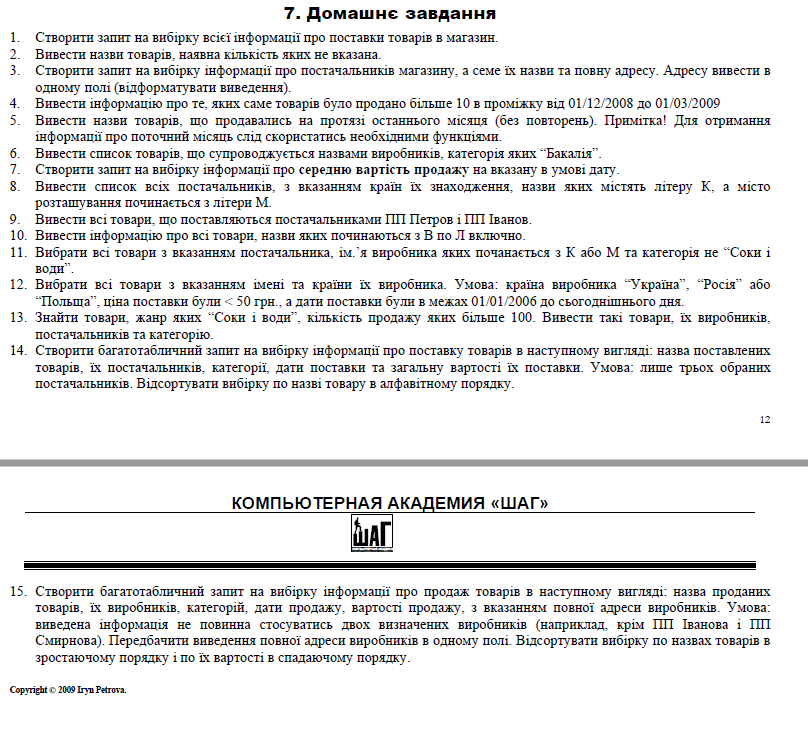 7. Домашнє завдання
1. Створити запит на вибірку всієї інформації про поставки товарів в магазин.
2. Вивести назви товарів, наявна кількість яких не вказана.
3. Створити запит на вибірку інформації про постачальників магазину, а семе їх назви та повну адресу. Адресу вивести в
одному полі (відформатувати виведення).
4. Вивести інформацію про те, яких саме товарів було продано більше 10 в проміжку від 01/12/2008 до 01/03/2009
5. Вивести назви товарів, що продавались на протязі останнього місяця (без повторень). Примітка! Для отримання
інформації про поточний місяць слід скористатись необхідними функціями.
6. Вивести список товарів, що супроводжується назвами виробників, категорія яких “Бакалія”.
7. Створити запит на вибірку інформації про середню вартість продажу на вказану в умові дату.
8. Вивести список всіх постачальників, з вказанням країн їх знаходження, назви яких містять літеру К, а місто
розташування починається з літери М.
9. Вивести всі товари, що поставляються постачальниками ПП Петров і ПП Іванов.
10. Вивести інформацію про всі товари, назви яких починаються з В по Л включно.
11. Вибрати всі товари з вказанням постачальника, ім.’я виробника яких почанається з К або М та категорія не “Соки і
води”.
12. Вибрати всі товари з вказанням імені та країни їх виробника. Умова: країна виробника “Україна”, “Росія” або
“Польща”, ціна поставки були < 50 грн., а дати поставки були в межах 01/01/2006 до сьогоднішнього дня.
13. Знайти товари, жанр яких “Соки і води”, кількість продажу яких більше 100. Вивести такі товари, їх виробників,
постачальників та категорію.
14. Створити багатотабличний запит на вибірку інформації про поставку товарів в наступному вигляді: назва поставлених
товарів, їх постачальників, категорії, дати поставки та загальну вартості їх поставки. Умова: лише трьох обраних
постачальників. Відсортувати вибірку по назві товару в алфавітному порядку.
12
КОМПЬЮТЕРНАЯ АКАДЕМИЯ «ШАГ»
ШАГ
15. Створити багатотабличний запит на вибірку інформації про продаж товарів в наступному вигляді: назва проданих
товарів, їх виробників, категорій, дати продажу, вартості продажу, з вказанням повної адреси виробників. Умова:
виведена інформація не повинна стосуватись двох визначених виробників (наприклад, крім ПП Іванова і ПП
Смирнова). Передбачити виведення повної адреси виробників в одному полі. Відсортувати вибірку по назвах товарів в
зростаючому порядку і по їх вартості в спадаючому порядку.
Copyright © 2009 Iryn Petrova.